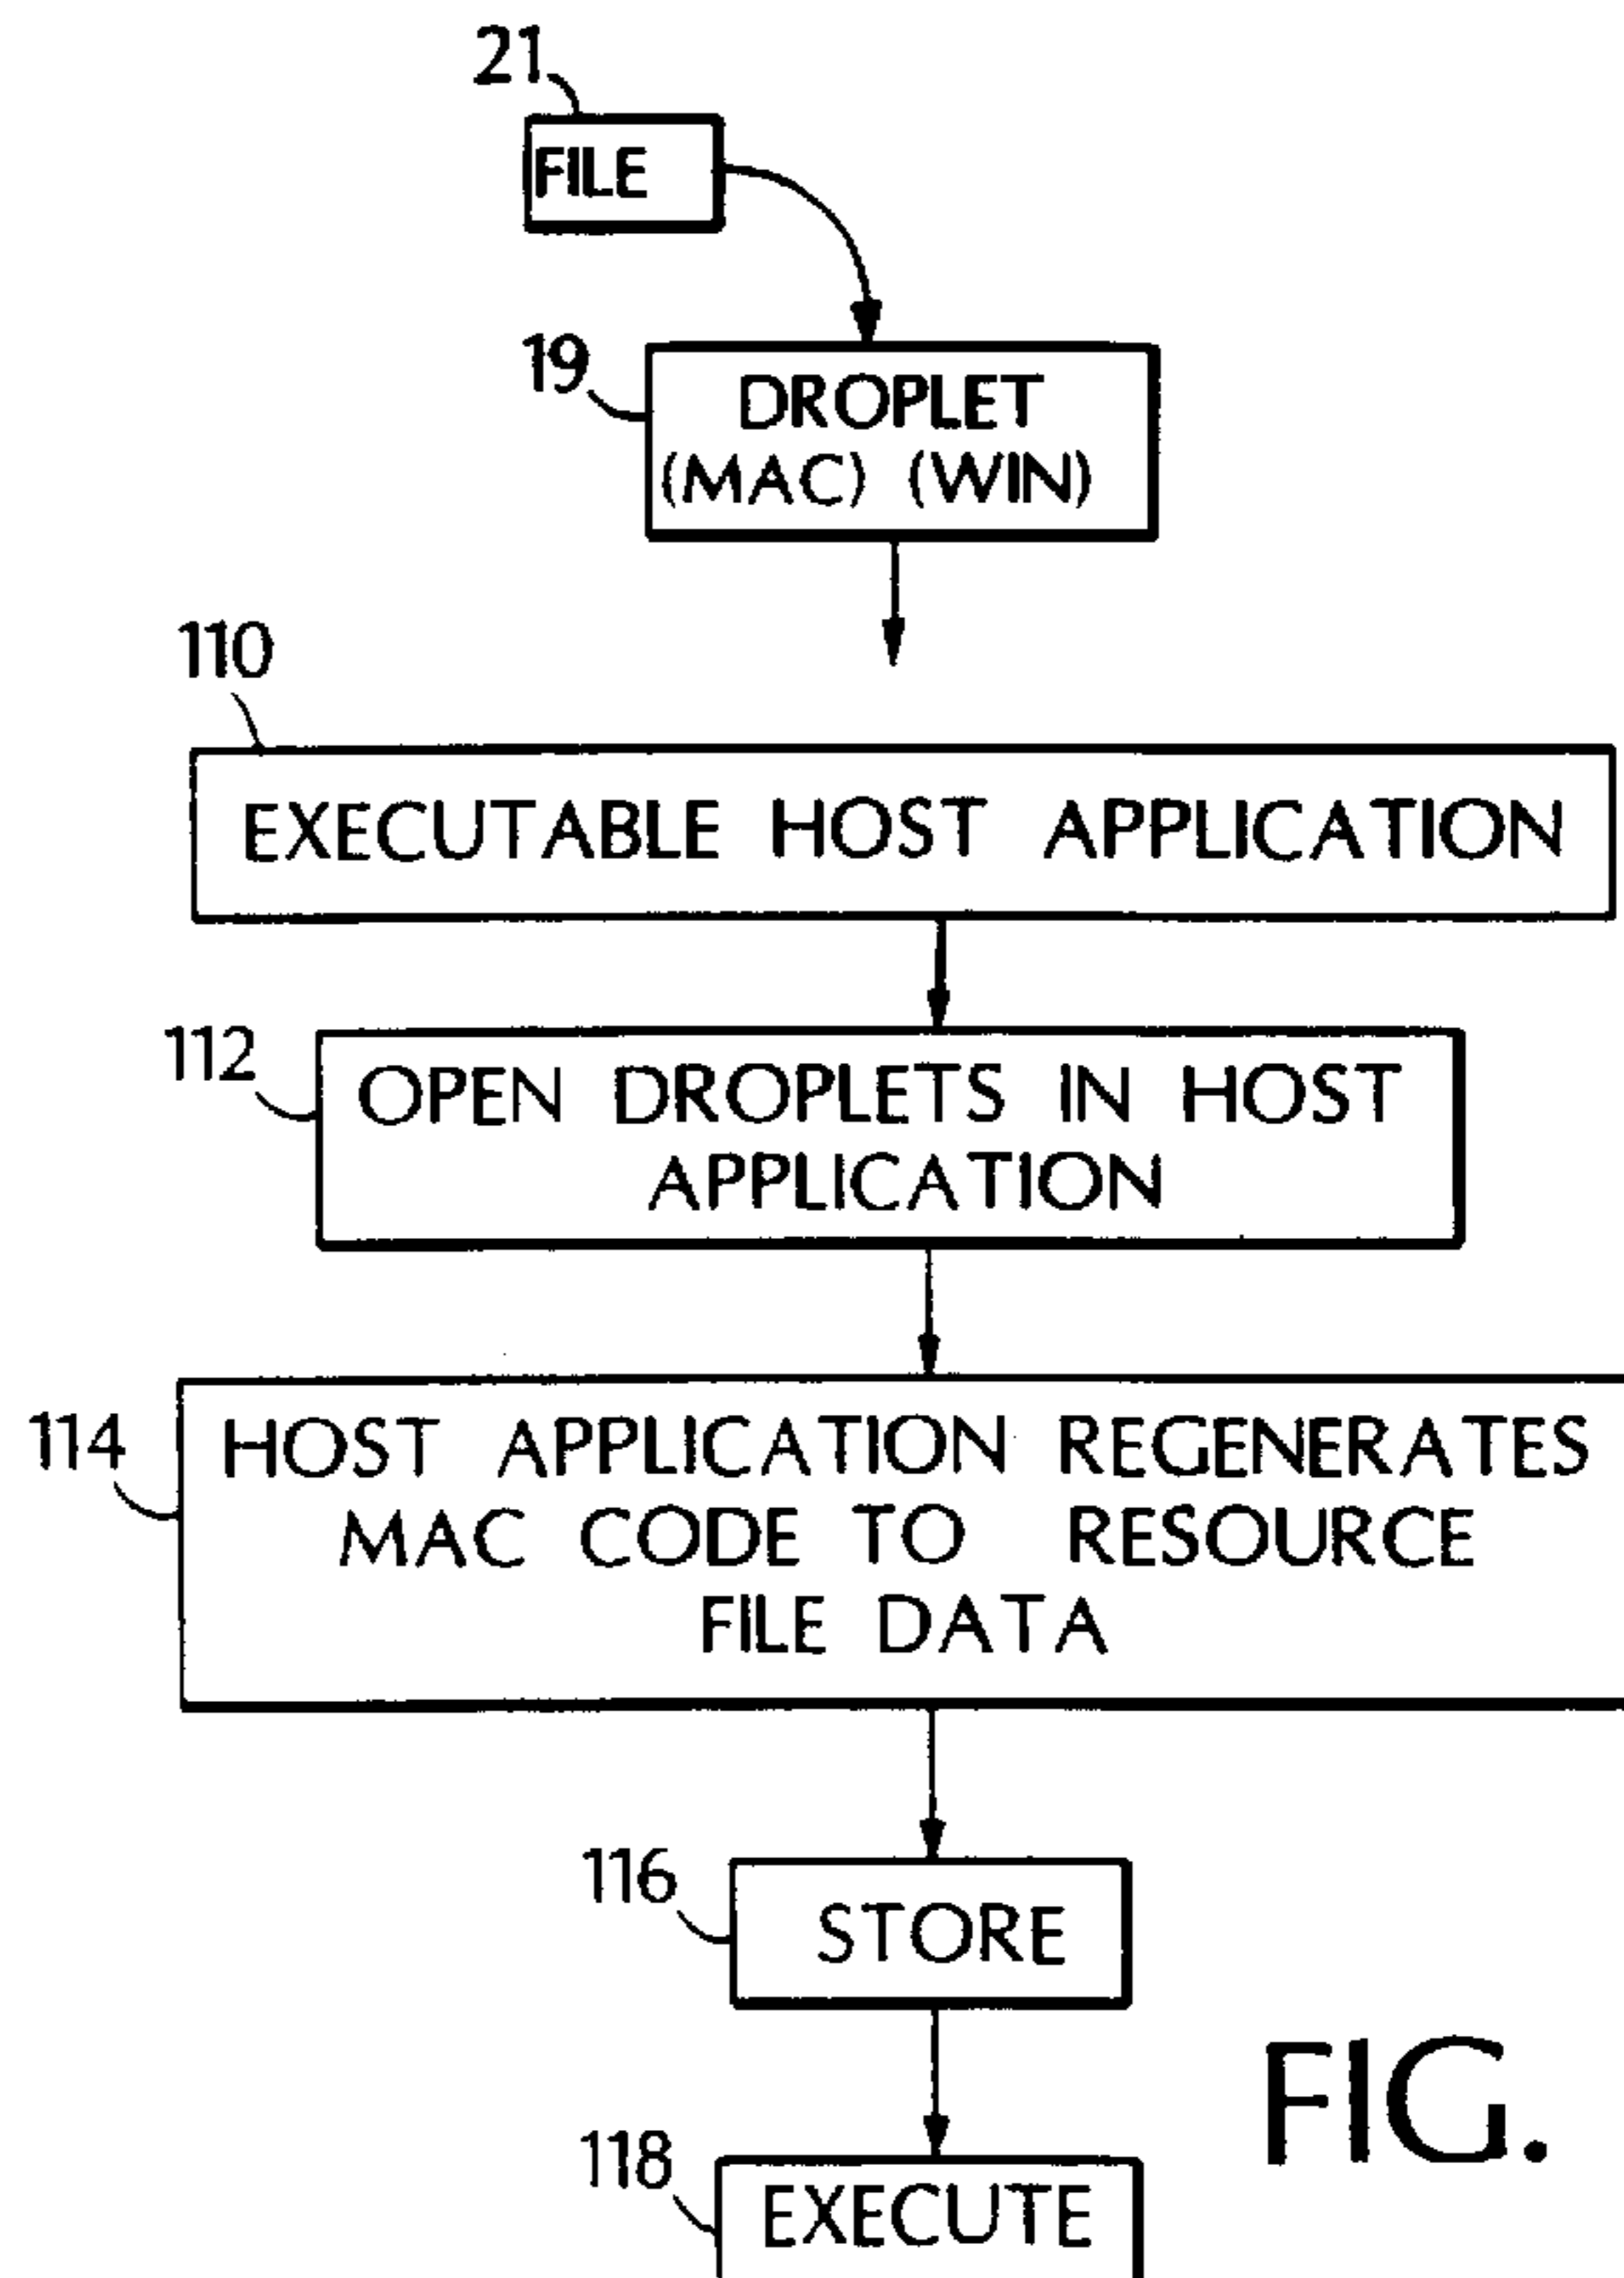 21
FILE
19
DROPLET
(MAC) (WIN)
110
EXECUTABLE HOST APPLICATION
112
OPEN DROPLETS IN HOST
APPLICATION
114
HOST APPLICATION REGENERATES
MAC CODE TO RESOURCE
FILE DATA
116
STORE
118
EXECUTE
FIG.